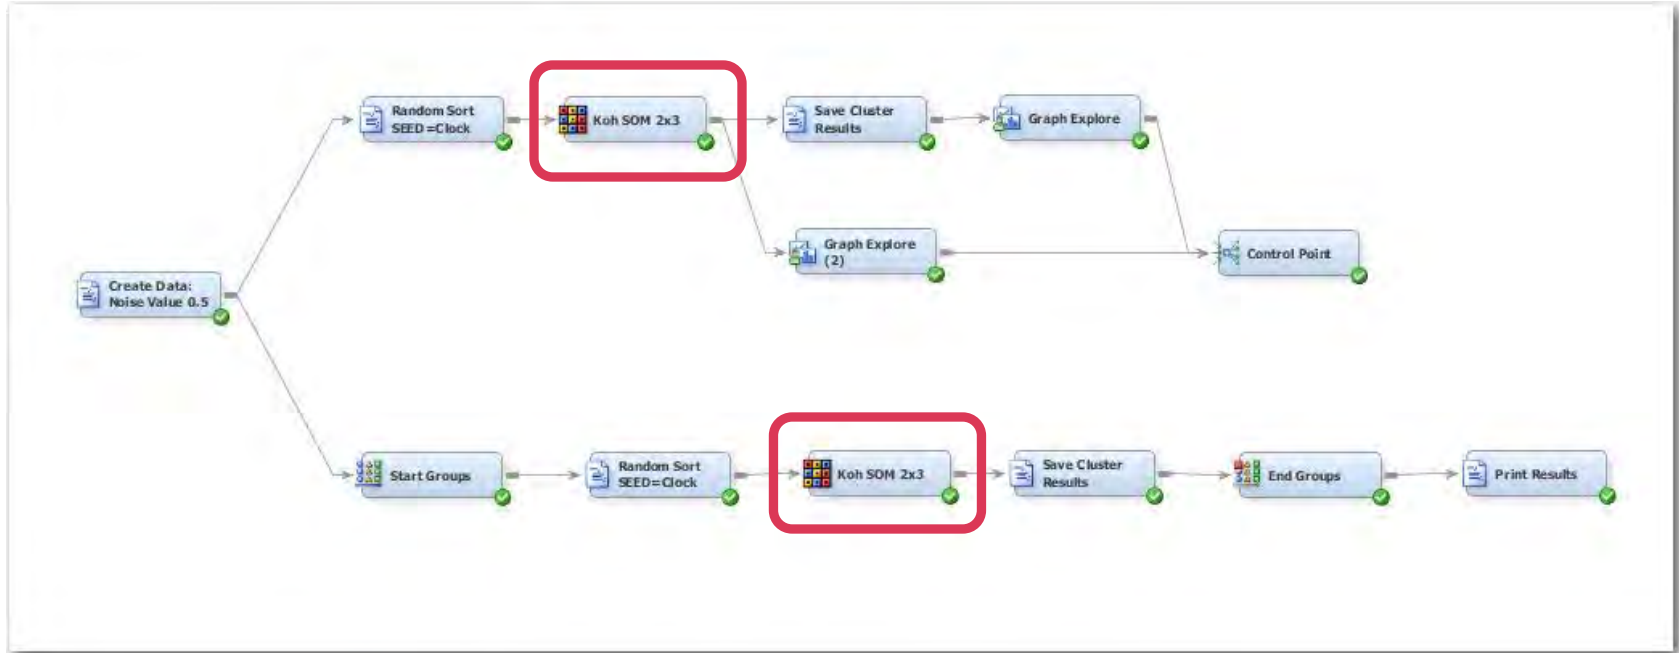 Random Sort
SEED=Clock
Koh SOM 2x3
Save Cluster
Results
Graph Explore
Graph Explore
(2)
Control Point
Create Data:
Noise Value 0.5
Start Groups
Random Sort
SEED=Clock
Koh SOM 2x3
Save Cluster
Results
End Groups
Print Results